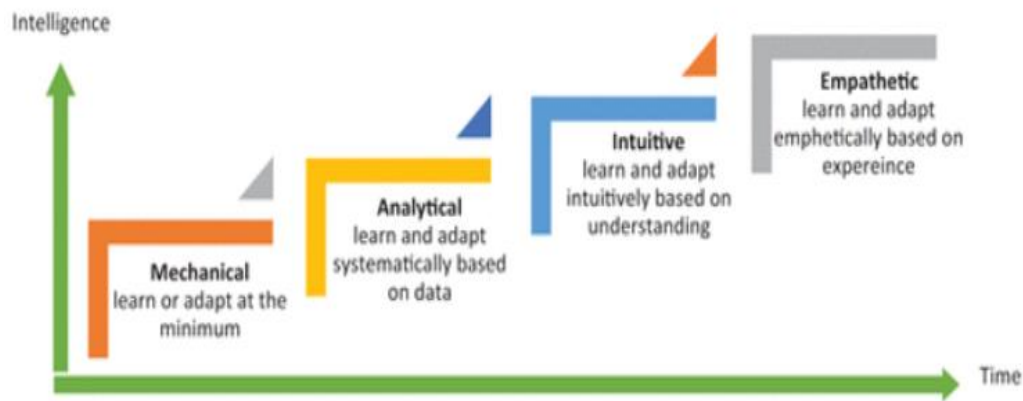 Intelligence
Mechanical
learn or adapt at the
minimum
Analytical
learn and adapt
systematically based
on data
Intuitive
learn and adapt
intuitively based on
understanding
Empathetic
learn and adapt
emphetically based on
expereince
Time